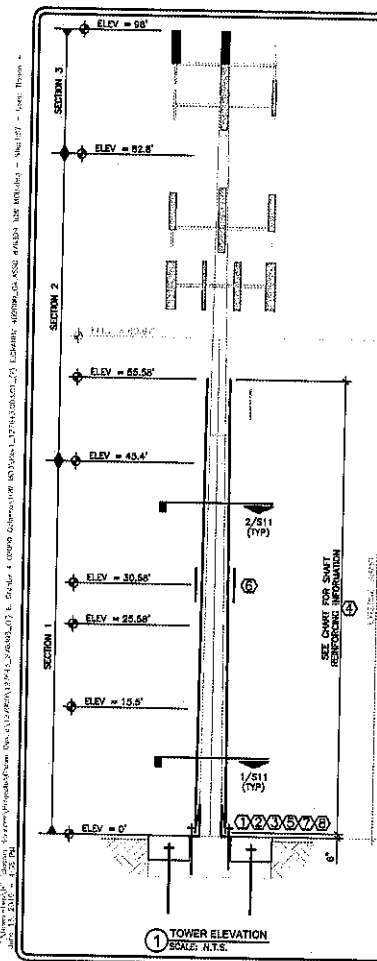 ELEV = 98'
SECTION 3
ELEV = 82.8'
SECTION 2
ELEV = 55.58'
ELEV = 45.4'
2/S11
(TYP)
ELEV = 30.58'
6
ELEV = 25.58'
SEE CHART FOR SHAFT
REINFORCING INFORMATION
4
SECTION 1
ELEV = 15.5'
1/S11
(TYP)
ELEV = 0'
1 2 3 5 7 8
6"
1 TOWER ELEVATION
SCALE: N.T.S.